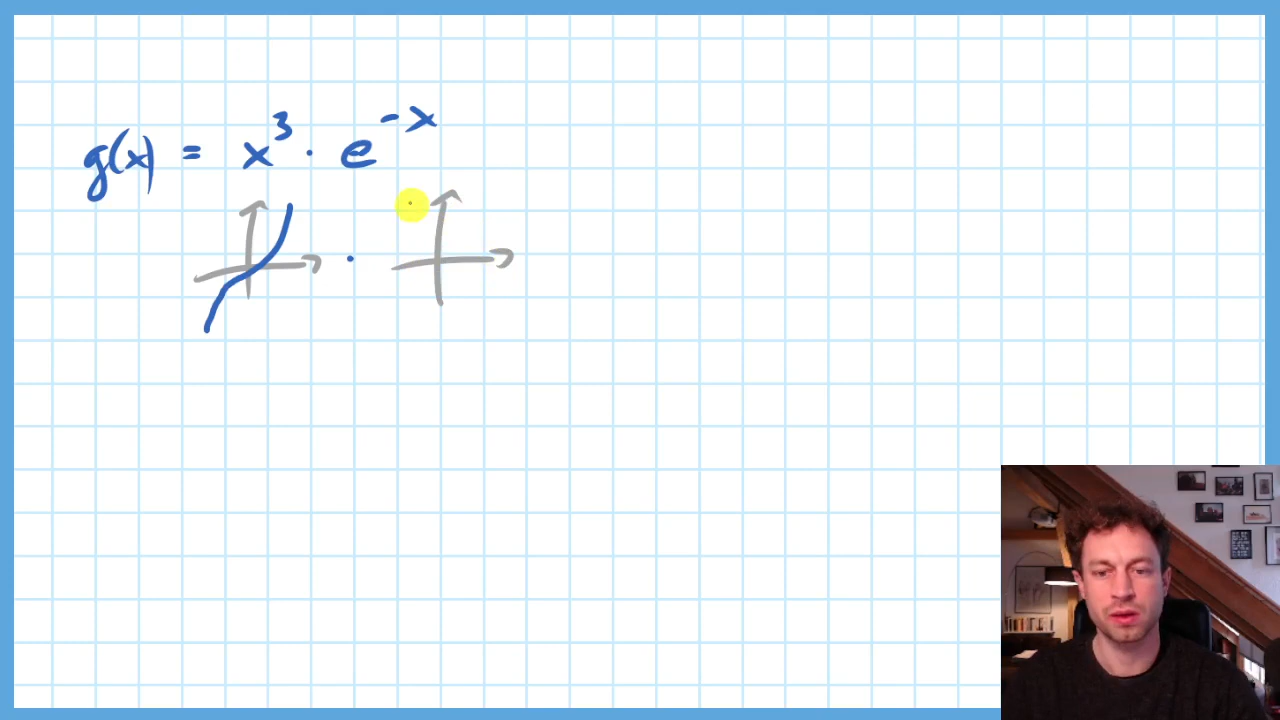 g(x) = x³ · e⁻ˣ
·